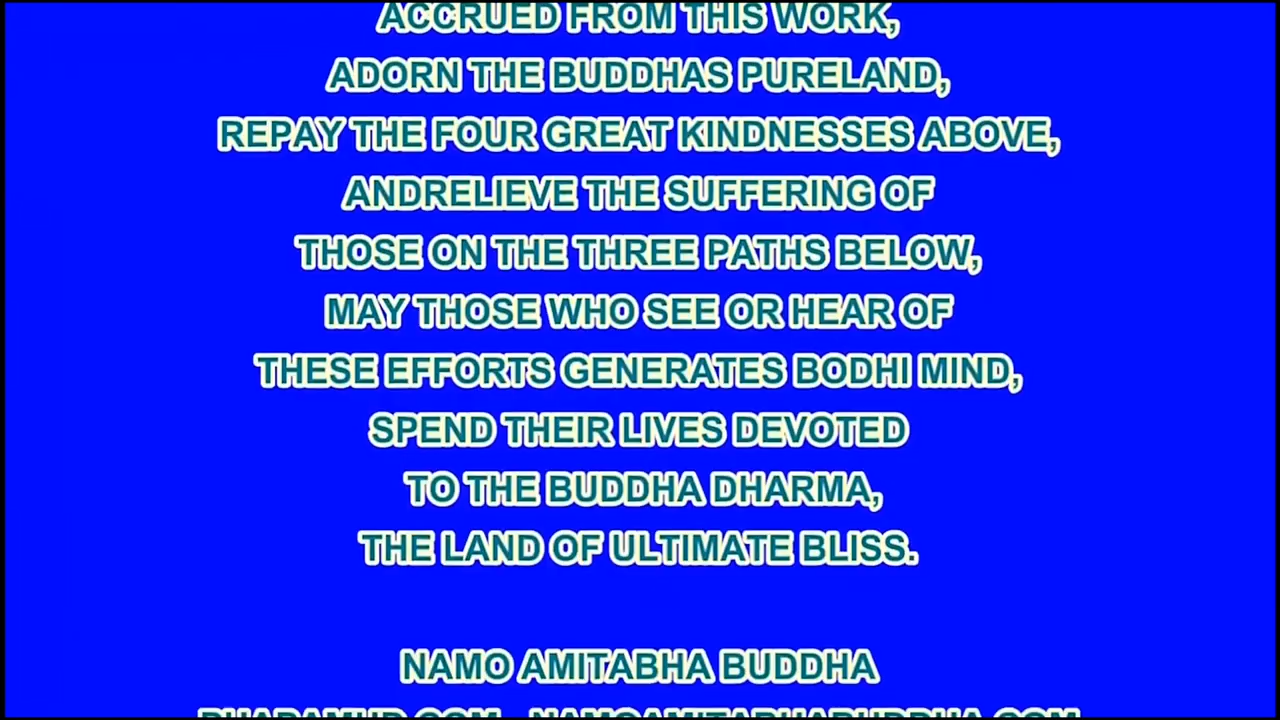 ACCRUED FROM THIS WORK,
ADORN THE BUDDHAS PURELAND,
REPAY THE FOUR GREAT KINDNESSES ABOVE,
ANDRELIEVE THE SUFFERING OF
THOSE ON THE THREE PATHS BELOW,
MAY THOSE WHO SEE OR HEAR OF
THESE EFFORTS GENERATES BODHI MIND,
SPEND THEIR LIVES DEVOTED
TO THE BUDDHA DHARMA,
THE LAND OF ULTIMATE BLISS.
NAMO AMITABHA BUDDHA